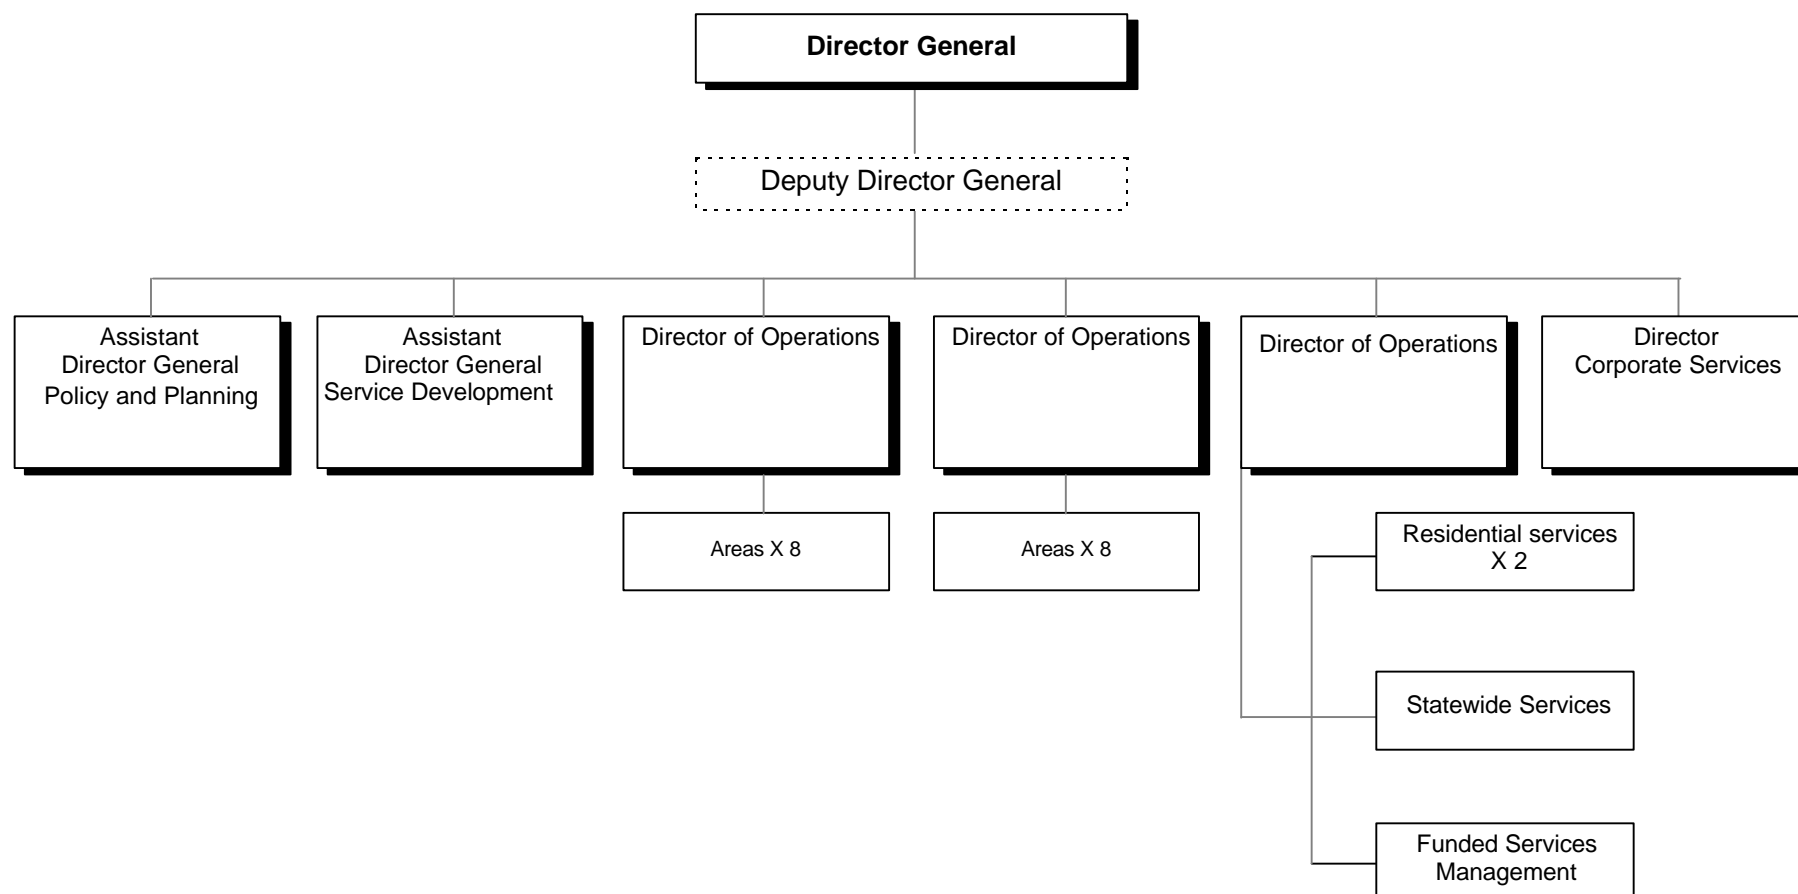 Director General
Deputy Director General
Assistant
Director General
Policy and Planning
Assistant
Director General
Service Development
Director of Operations
Director of Operations
Director of Operations
Director
Corporate Services
Areas X 8
Areas X 8
Residential services
X 2
Statewide Services
Funded Services
Management